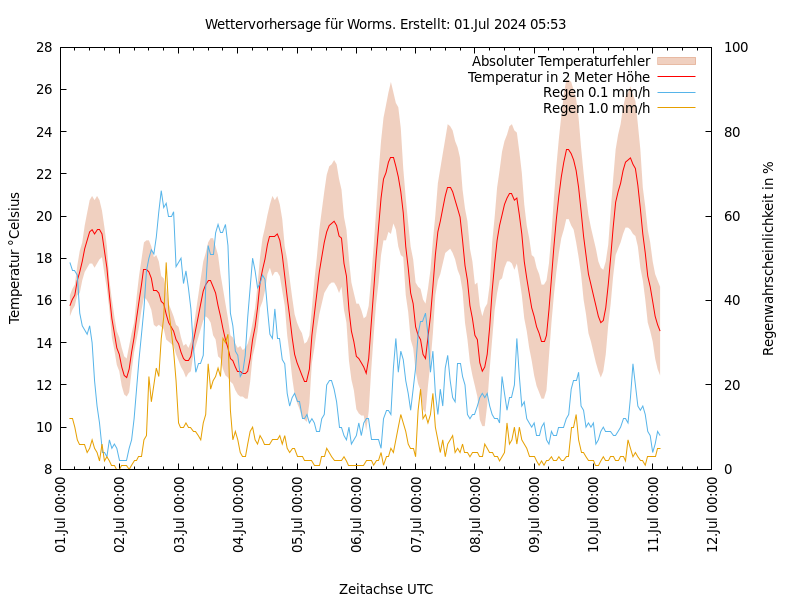 Wettervorhersage für Worms. Erstellt: 01.Jul 2024 05:53
Absoluter Temperaturfehler
Temperatur in 2 Meter Höhe
Regen 0.1 mm/h
Regen 1.0 mm/h
Temperatur °Celsius
28
26
24
22
20
18
16
14
12
10
8
100
80
60
40
20
0
Regenwahrscheinlichkeit in %
01.Jul 00:00
02.Jul 00:00
03.Jul 00:00
04.Jul 00:00
05.Jul 00:00
06.Jul 00:00
07.Jul 00:00
08.Jul 00:00
09.Jul 00:00
10.Jul 00:00
11.Jul 00:00
12.Jul 00:00
Zeitachse UTC